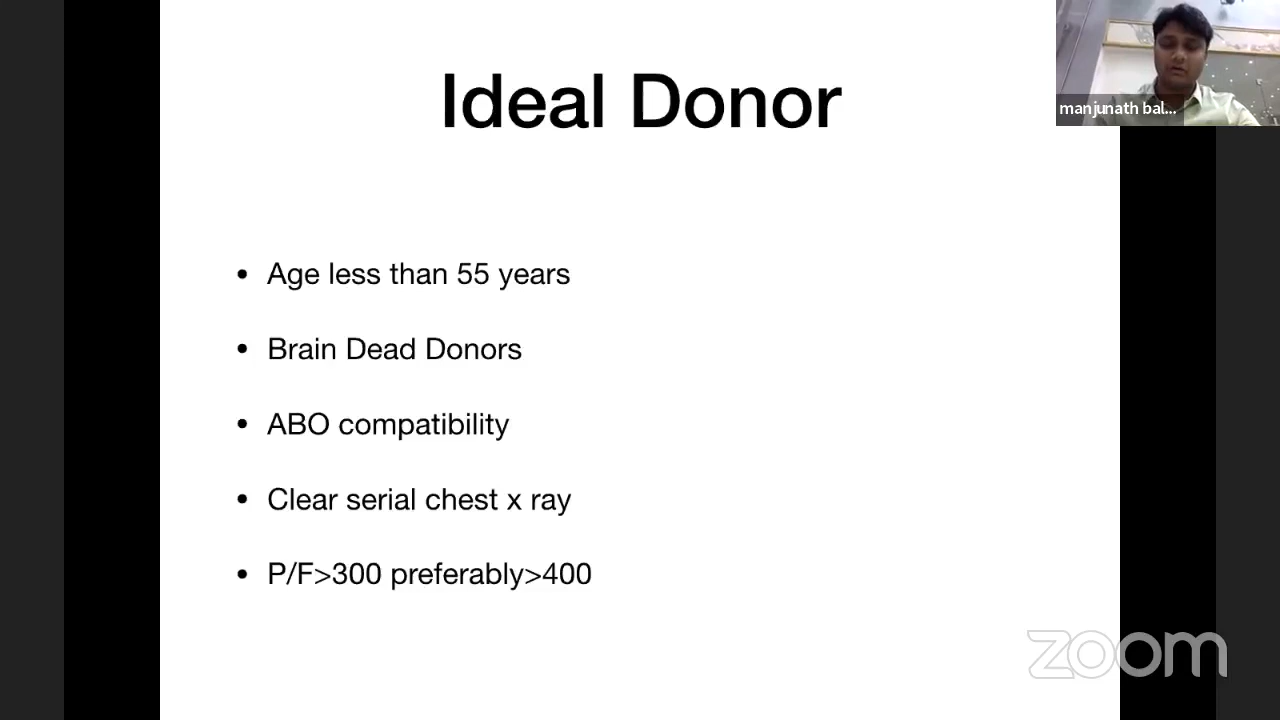 Ideal Donor
manjunath bal...
• Age less than 55 years
• Brain Dead Donors
• ABO compatibility
• Clear serial chest x ray
• P/F>300 preferably>400
zoom